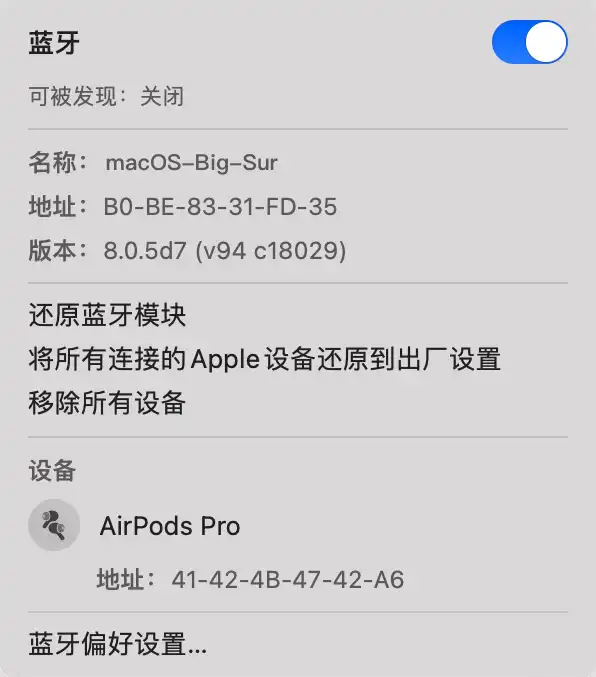 蓝牙
可被发现：关闭
名称： macOS-Big-Sur
地址： B0-BE-83-31-FD-35
版本： 8.0.5d7 (v94 c18029)
还原蓝牙模块
将所有连接的Apple设备还原到出厂设置
移除所有设备
设备
AirPods Pro
地址： 41-42-4B-47-42-A6
蓝牙偏好设置...